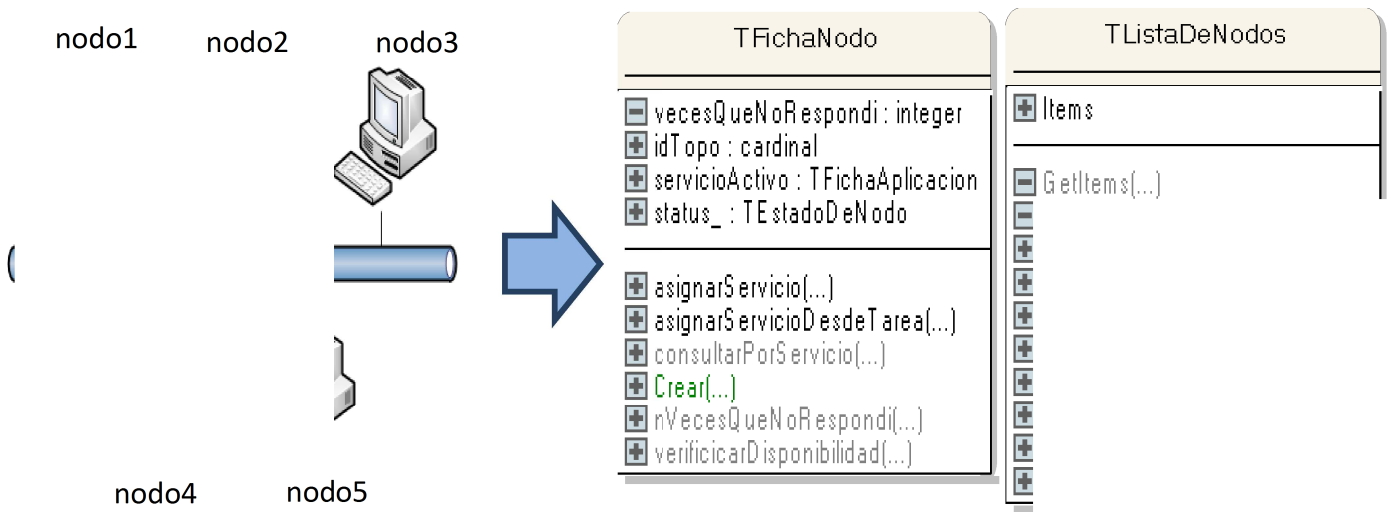 nodo1
nodo2
nodo3
nodo4
nodo5
TFichaNodo
vecesQueNoRespondi : integer
idTopo : cardinal
servicioActivo : TFichaAplicacion
status_ : TEstadoDeNodo
asignarServicio(...)
asignarServicioDesdeTarea(...)
consultarPorServicio(...)
Crear(...)
nVecesQueNoRespondi(...)
verificicarDisponibilidad(...)
TListaDeNodos
Items
GetItems(...)